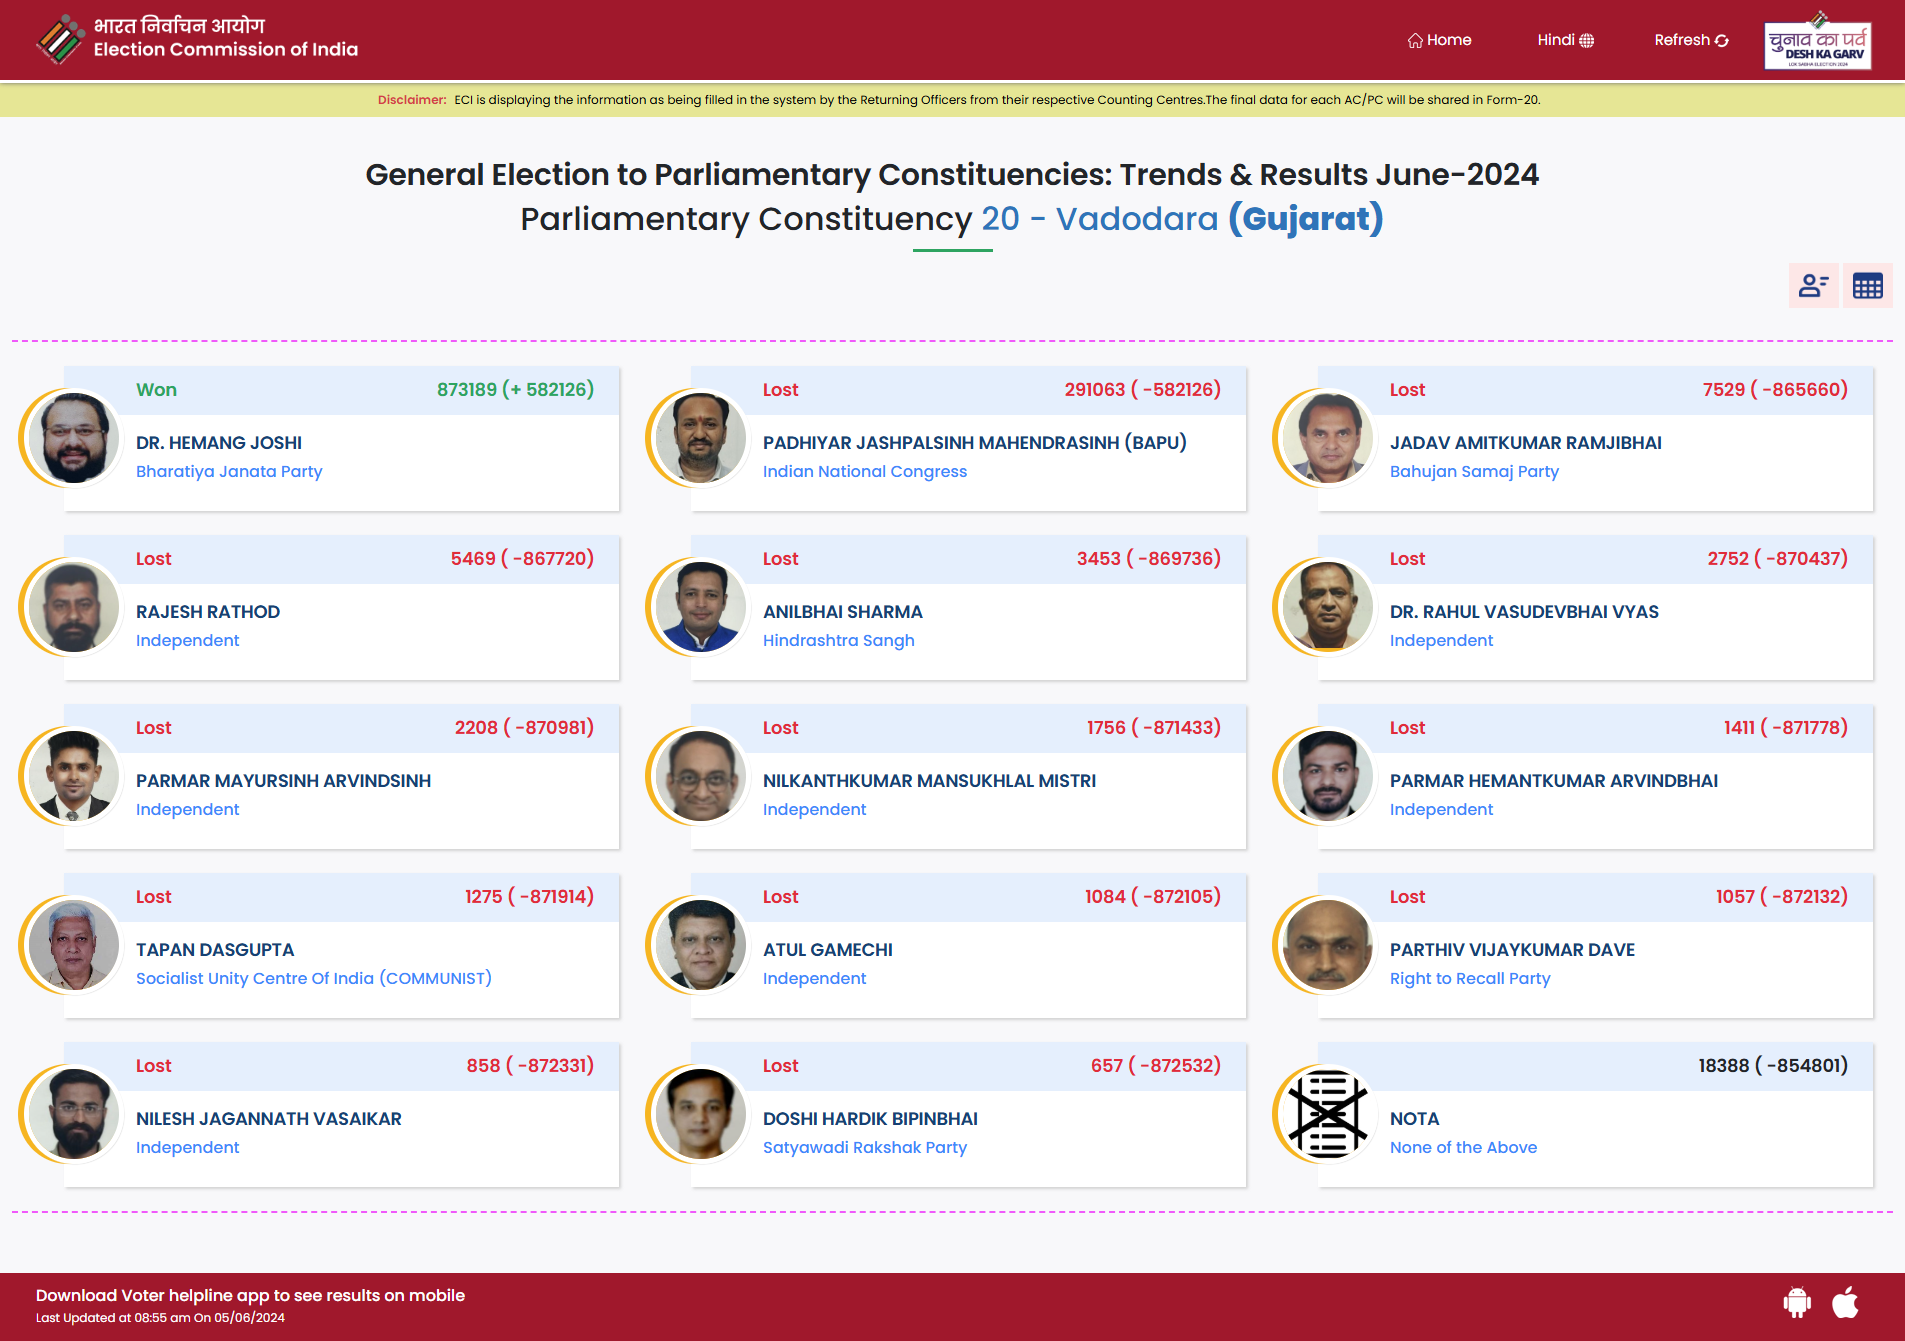 भारत निर्वाचन आयोग
Election Commission of India
Home
Hindi
Refresh
चुनाव का पर्व
DESH KA GARV
LOK SABHA ELECTION 2024
Disclaimer: ECI is displaying the information as being filled in the system by the Returning Officers from their respective Counting Centres.The final data for each AC/PC will be shared in Form-20.
General Election to Parliamentary Constituencies: Trends & Results June-2024
Parliamentary Constituency 20 - Vadodara (Gujarat)
Won 873189 (+ 582126)
DR. HEMANG JOSHI
Bharatiya Janata Party
Lost 291063 ( -582126)
PADHIYAR JASHPALSINH MAHENDRASINH (BAPU)
Indian National Congress
Lost 7529 ( -865660)
JADAV AMITKUMAR RAMJIBHAI
Bahujan Samaj Party
Lost 5469 ( -867720)
RAJESH RATHOD
Independent
Lost 3453 ( -869736)
ANILBHAI SHARMA
Hindrashtra Sangh
Lost 2752 ( -870437)
DR. RAHUL VASUDEVBHAI VYAS
Independent
Lost 2208 ( -870981)
PARMAR MAYURSINH ARVINDSINH
Independent
Lost 1756 ( -871433)
NILKANTHKUMAR MANSUKHLAL MISTRI
Independent
Lost 1411 ( -871778)
PARMAR HEMANTKUMAR ARVINDBHAI
Independent
Lost 1275 ( -871914)
TAPAN DASGUPTA
Socialist Unity Centre Of India (COMMUNIST)
Lost 1084 ( -872105)
ATUL GAMECHI
Independent
Lost 1057 ( -872132)
PARTHIV VIJAYKUMAR DAVE
Right to Recall Party
Lost 858 ( -872331)
NILESH JAGANNATH VASAIKAR
Independent
Lost 657 ( -872532)
DOSHI HARDIK BIPINBHAI
Satyawadi Rakshak Party
18388 ( -854801)
NOTA
None of the Above
Download Voter helpline app to see results on mobile
Last Updated at 08:55 am On 05/06/2024